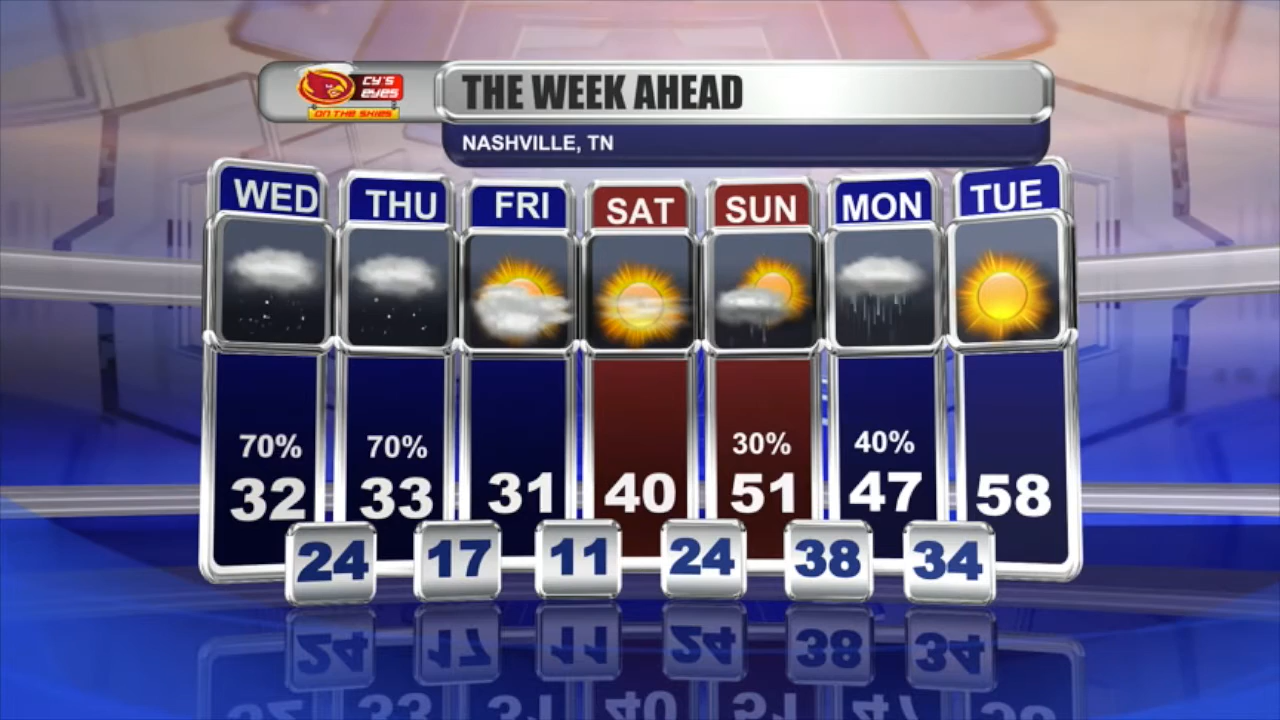 CY'S
EYES
ON THE SKIES
THE WEEK AHEAD
NASHVILLE, TN
WED THU FRI SAT SUN MON TUE
70% 70% 30% 40%
32 33 31 40 51 47 58
24 17 11 24 38 34